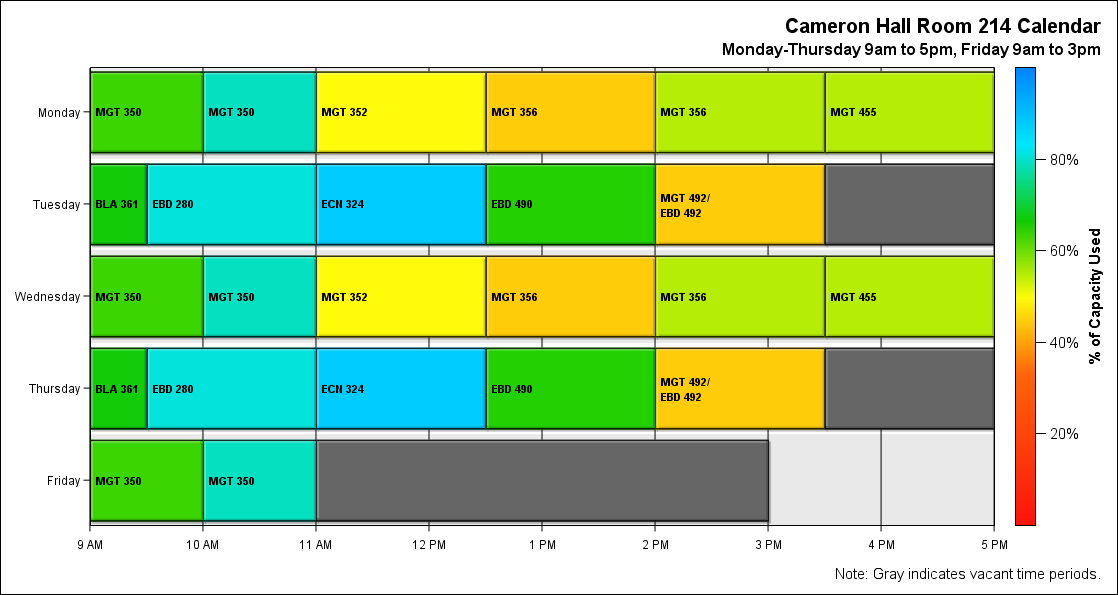 Cameron Hall Room 214 Calendar
Monday-Thursday 9am to 5pm, Friday 9am to 3pm
Monday
MGT 350
MGT 350
MGT 352
MGT 356
MGT 356
MGT 455
Tuesday
BLA 361
EBD 280
ECN 324
EBD 490
MGT 492/
EBD 492
Wednesday
MGT 350
MGT 350
MGT 352
MGT 356
MGT 356
MGT 455
Thursday
BLA 361
EBD 280
ECN 324
EBD 490
MGT 492/
EBD 492
Friday
MGT 350
MGT 350
9 AM
10 AM
11 AM
12 PM
1 PM
2 PM
3 PM
4 PM
5 PM
80%
60%
40%
20%
% of Capacity Used
Note: Gray indicates vacant time periods.